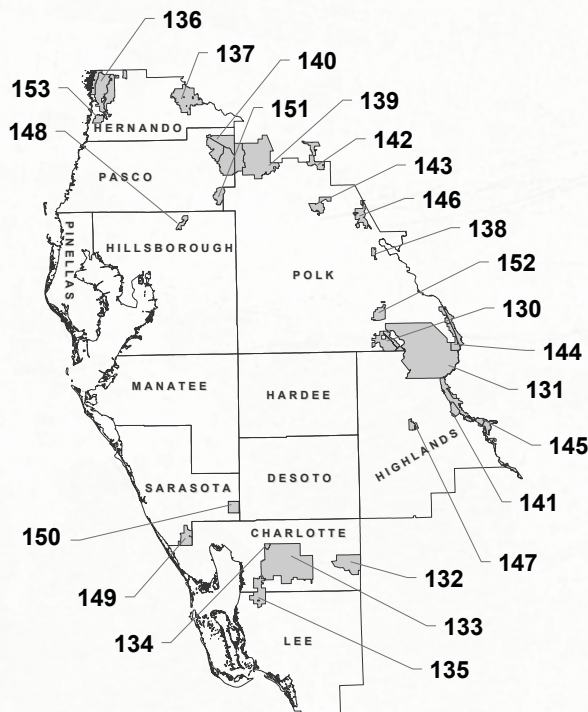 136
137
140
153
151
139
148
HERNANDO
142
PASCO
143
146
HILLSBOROUGH
PINELLAS
138
POLK
152
130
144
MANATEE
HARDEE
131
HIGHLANDS
145
SARASOTA
DESOTO
141
150
CHARLOTTE
147
149
132
134
133
LEE
135